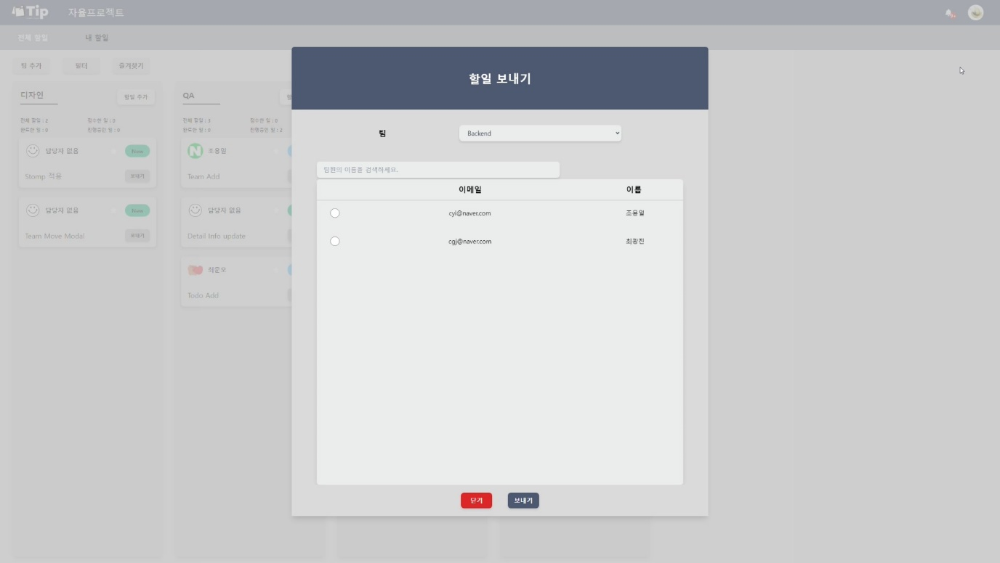 Tip 자율프로젝트
전체 할일 내 할일
팀 추가 필터 즐겨찾기
디자인 할일 추가
전체 할일 : 2 접수한 일 : 0
완료한 일 : 0 진행중인 일 : 0
담당자 없음 New
Stomp 적용 보내기
담당자 없음 New
Team Move Modal 보내기
QA
전체 할일 : 3 접수한 일 : 0
완료한 일 : 0 진행중인 일 : 2
조용일
Team Add
담당자 없음
Detail Info update
최준오
Todo Add
할일 보내기
팀 Backend
팀원의 이름을 검색하세요.
이메일 이름
cyi@naver.com 조용일
cgj@naver.com 최광진
닫기 보내기